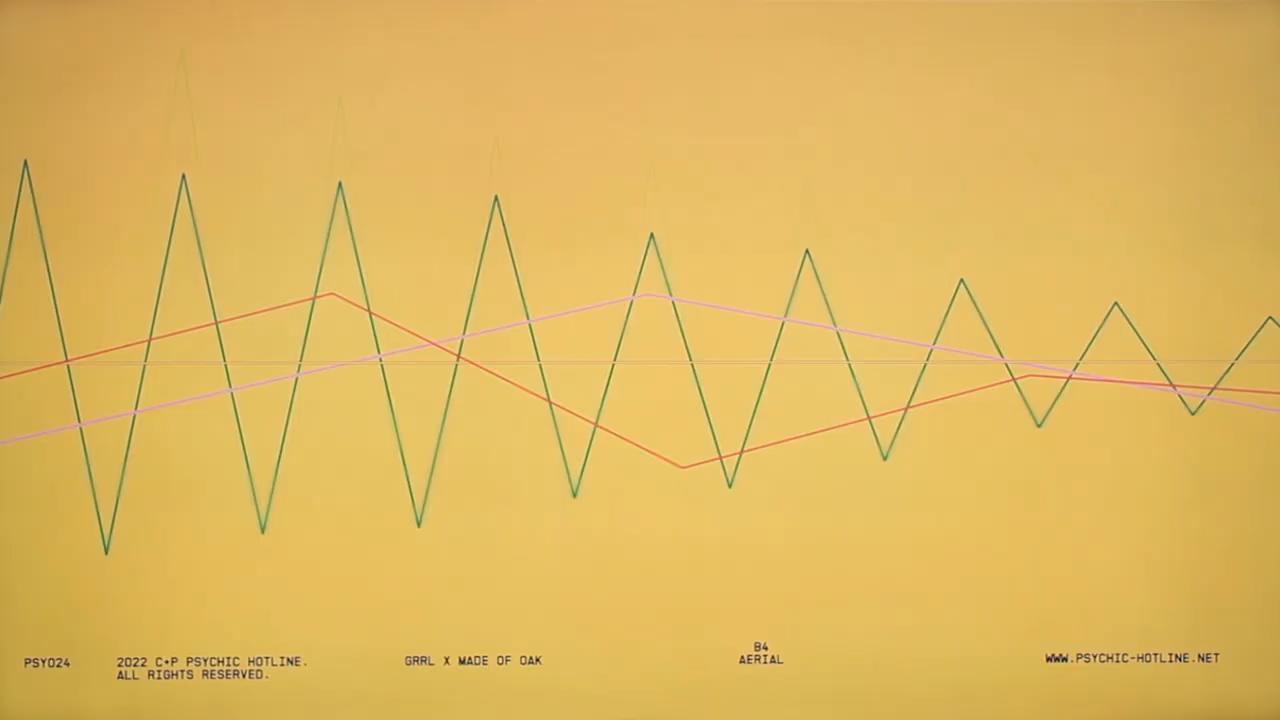 PSY024
2022 C+P PSYCHIC HOTLINE.
ALL RIGHTS RESERVED.
GRRL X MADE OF OAK
B4
AERIAL
WWW.PSYCHIC-HOTLINE.NET